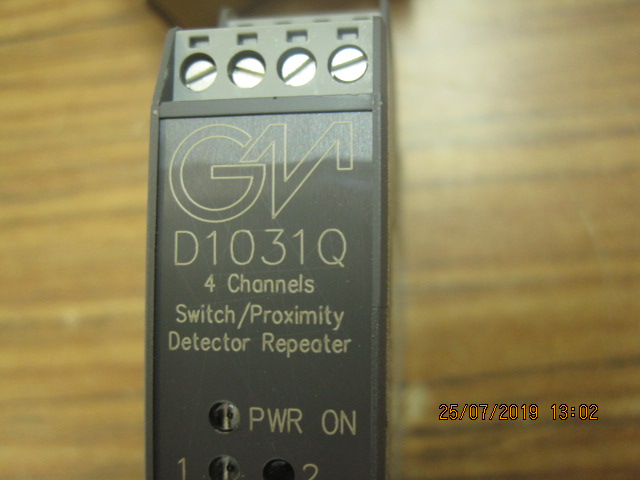 GM
D1031Q
4 Channels
Switch/Proximity
Detector Repeater
PWR ON
1 2
25/07/2019 13:02